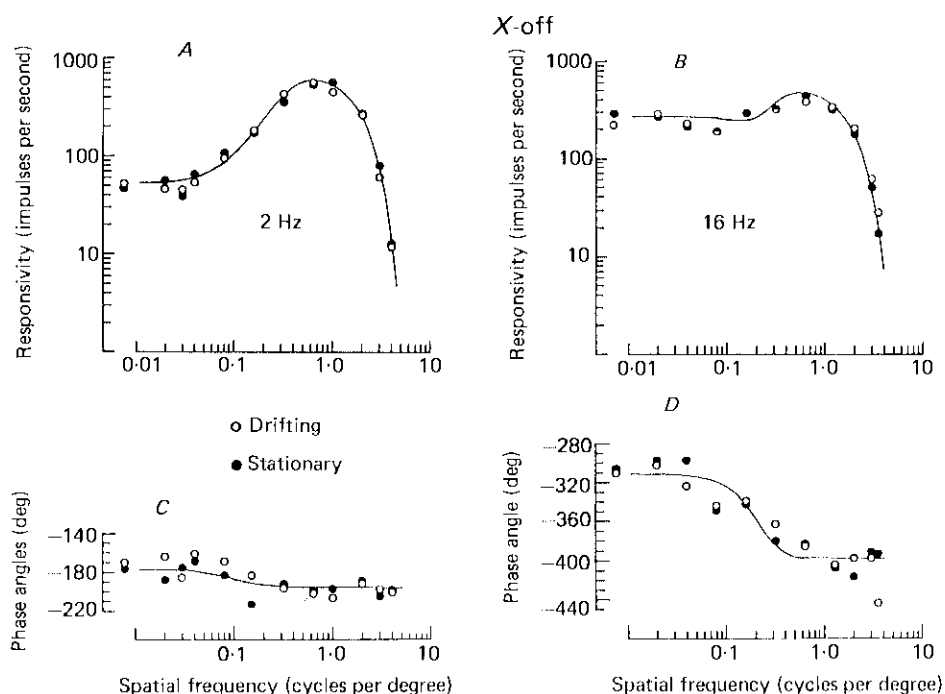 X-off
A
1000
100
10
Responsivity (impulses per second)
2 Hz
0·01
0·1
1·0
10
B
1000
100
10
Responsivity (impulses per second)
16 Hz
0.01
0·1
1·0
10
Drifting
Stationary
C
−140
−180
−220
Phase angles (deg)
0·1
1·0
10
Spatial frequency (cycles per degree)
D
−280
−320
−360
−400
−440
Phase angle (deg)
0·1
1·0
10
Spatial frequency (cycles per degree)